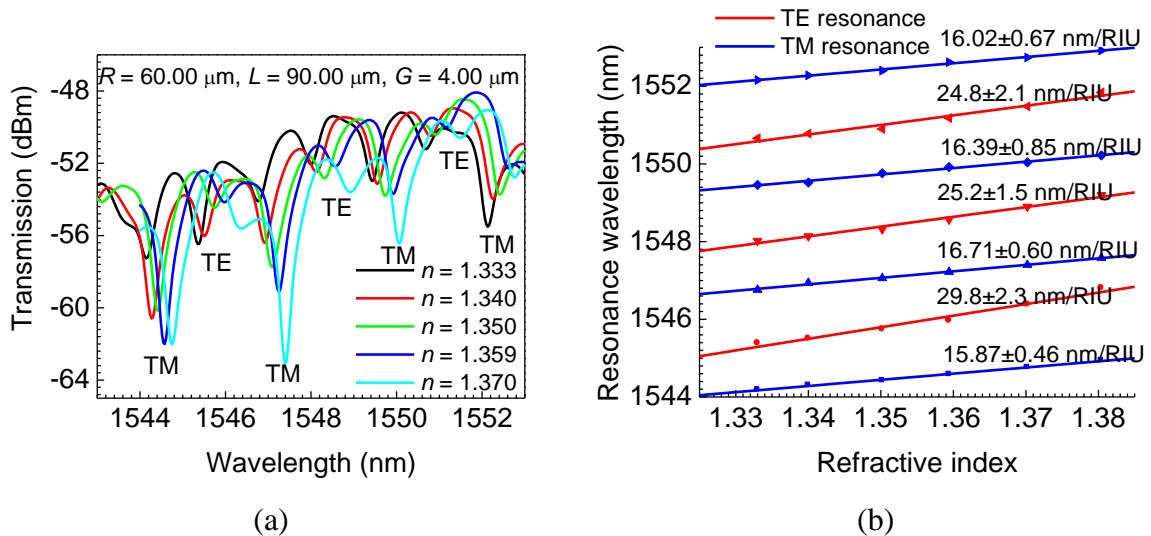 R = 60.00 μm, L = 90.00 μm, G = 4.00 μm
Transmission (dBm)
-48
-52
-56
-60
-64
TE
TE
TM
TM
TM
TM
n = 1.333
n = 1.340
n = 1.350
n = 1.359
n = 1.370
1544 1546 1548 1550 1552
Wavelength (nm)
(a)
TE resonance
TM resonance
Resonance wavelength (nm)
1552
1550
1548
1546
1544
16.02±0.67 nm/RIU
24.8±2.1 nm/RIU
16.39±0.85 nm/RIU
25.2±1.5 nm/RIU
16.71±0.60 nm/RIU
29.8±2.3 nm/RIU
15.87±0.46 nm/RIU
1.33 1.34 1.35 1.36 1.37 1.38
Refractive index
(b)